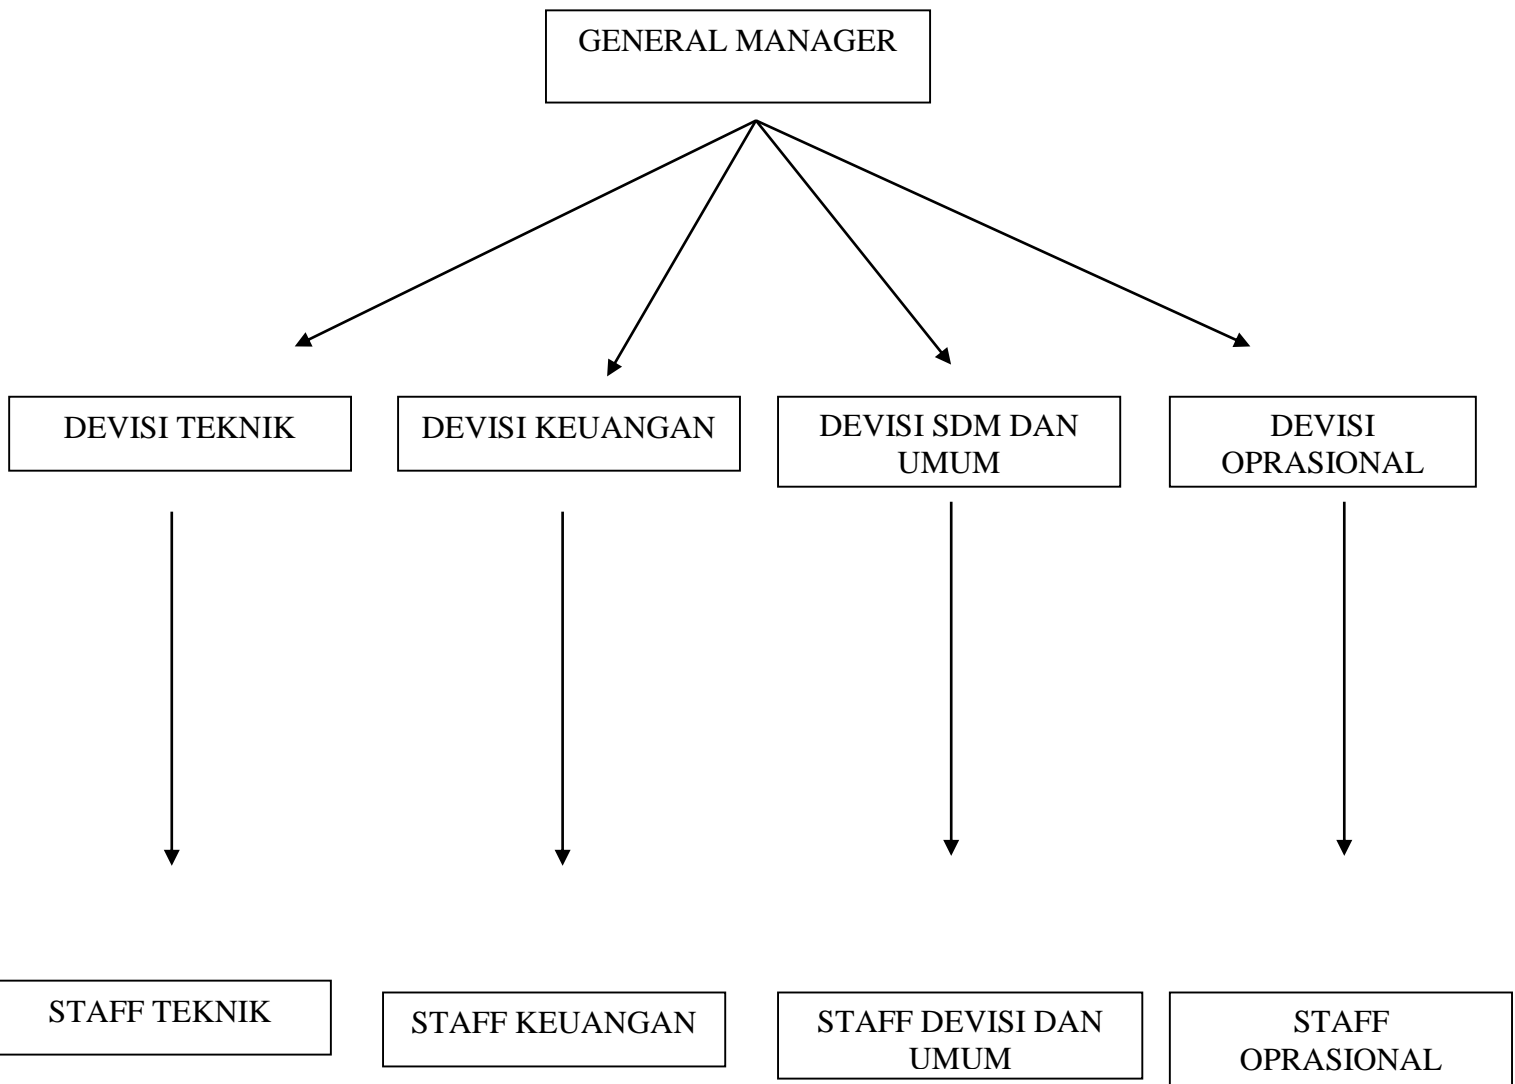 GENERAL MANAGER
DEVISI TEKNIK
DEVISI KEUANGAN
DEVISI SDM DAN
UMUM
DEVISI
OPRASIONAL
STAFF TEKNIK
STAFF KEUANGAN
STAFF DEVISI DAN
UMUM
STAFF
OPRASIONAL